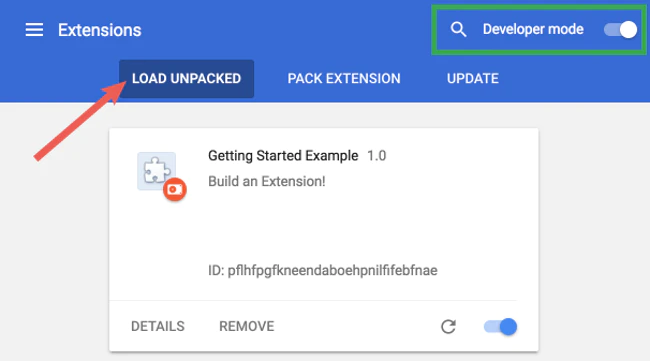 Extensions
Developer mode
LOAD UNPACKED
PACK EXTENSION
UPDATE
Getting Started Example 1.0
Build an Extension!
ID: pflhfpgfkneendaboehpnilfifebfnae
DETAILS
REMOVE